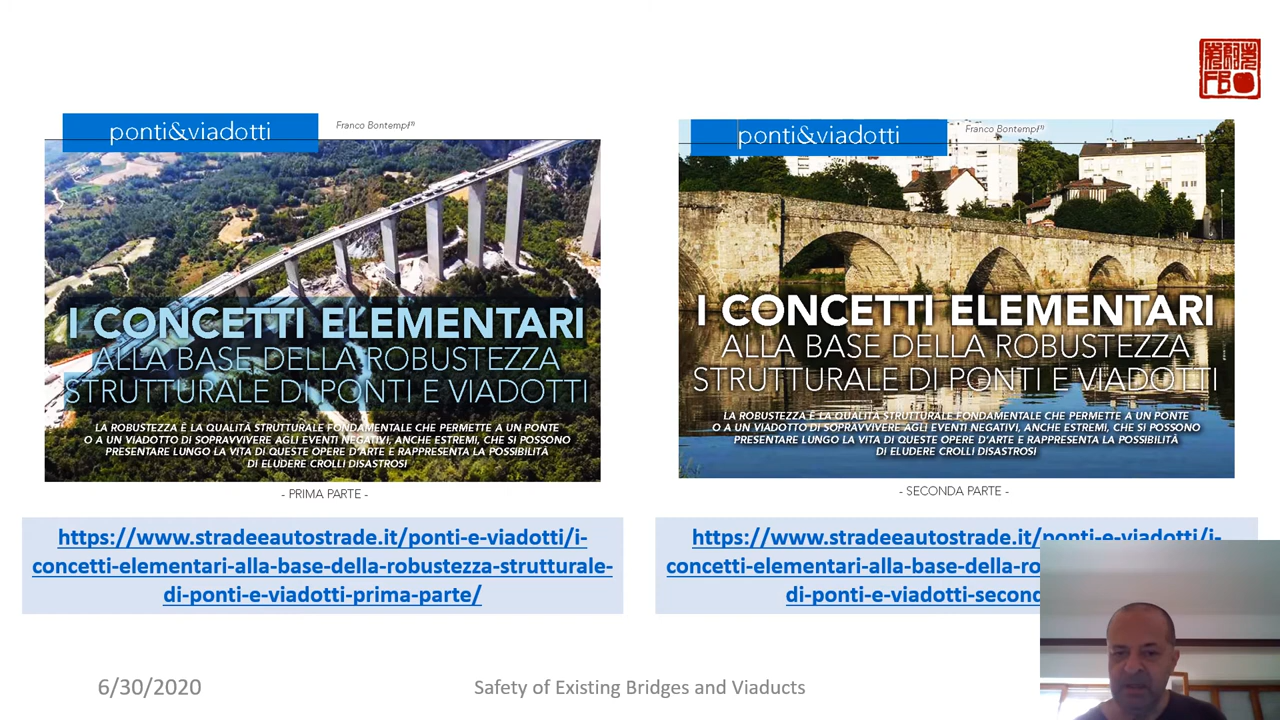 ponti&viadotti
Franco Bontempi(1)
I CONCETTI ELEMENTARI
ALLA BASE DELLA ROBUSTEZZA
STRUTTURALE DI PONTI E VIADOTTI
LA ROBUSTEZZA È LA QUALITÀ STRUTTURALE FONDAMENTALE CHE PERMETTE A UN PONTE
O A UN VIADOTTO DI SOPRAVVIVERE AGLI EVENTI NEGATIVI, ANCHE ESTREMI, CHE SI POSSONO
PRESENTARE LUNGO LA VITA DI QUESTE OPERE D'ARTE E RAPPRESENTA LA POSSIBILITÀ
DI ELUDERE CROLLI DISASTROSI
- PRIMA PARTE -
https://www.stradeeautostrade.it/ponti-e-viadotti/i-
concetti-elementari-alla-base-della-robustezza-strutturale-
di-ponti-e-viadotti-prima-parte/
ponti&viadotti
Franco Bontempi(1)
I CONCETTI ELEMENTARI
ALLA BASE DELLA ROBUSTEZZA
STRUTTURALE DI PONTI E VIADOTTI
LA ROBUSTEZZA È LA QUALITÀ STRUTTURALE FONDAMENTALE CHE PERMETTE A UN PONTE
O A UN VIADOTTO DI SOPRAVVIVERE AGLI EVENTI NEGATIVI, ANCHE ESTREMI, CHE SI POSSONO
PRESENTARE LUNGO LA VITA DI QUESTE OPERE D'ARTE E RAPPRESENTA LA POSSIBILITÀ
DI ELUDERE CROLLI DISASTROSI
- SECONDA PARTE -
https://www.stradeeautostrade.it/ponti-e-viadotti/i-
concetti-elementari-alla-base-della-ro
di-ponti-e-viadotti-second
6/30/2020
Safety of Existing Bridges and Viaducts
FB